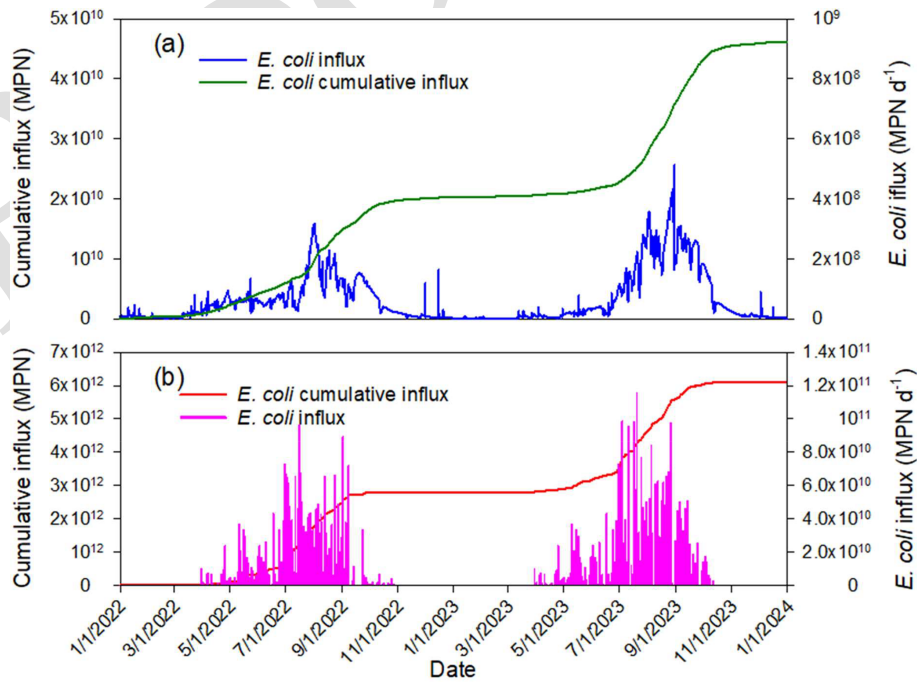 (a)
E. coli influx
E. coli cumulative influx
Cumulative influx (MPN)
5x10¹⁰
4x10¹⁰
3x10¹⁰
2x10¹⁰
10¹⁰
0
10⁹
8x10⁸
6x10⁸
4x10⁸
2x10⁸
0
E. coli iflux (MPN d⁻¹)
(b)
E. coli cumulative influx
E. coli influx
Cumulative influx (MPN)
7x10¹²
6x10¹²
5x10¹²
4x10¹²
3x10¹²
2x10¹²
10¹²
0
1.4x10¹¹
1.2x10¹¹
10¹¹
8.0x10¹⁰
6.0x10¹⁰
4.0x10¹⁰
2.0x10¹⁰
0
E. coli influx (MPN d⁻¹)
1/1/2022
3/1/2022
5/1/2022
7/1/2022
9/1/2022
11/1/2022
1/1/2023
3/1/2023
5/1/2023
7/1/2023
9/1/2023
11/1/2023
1/1/2024
Date